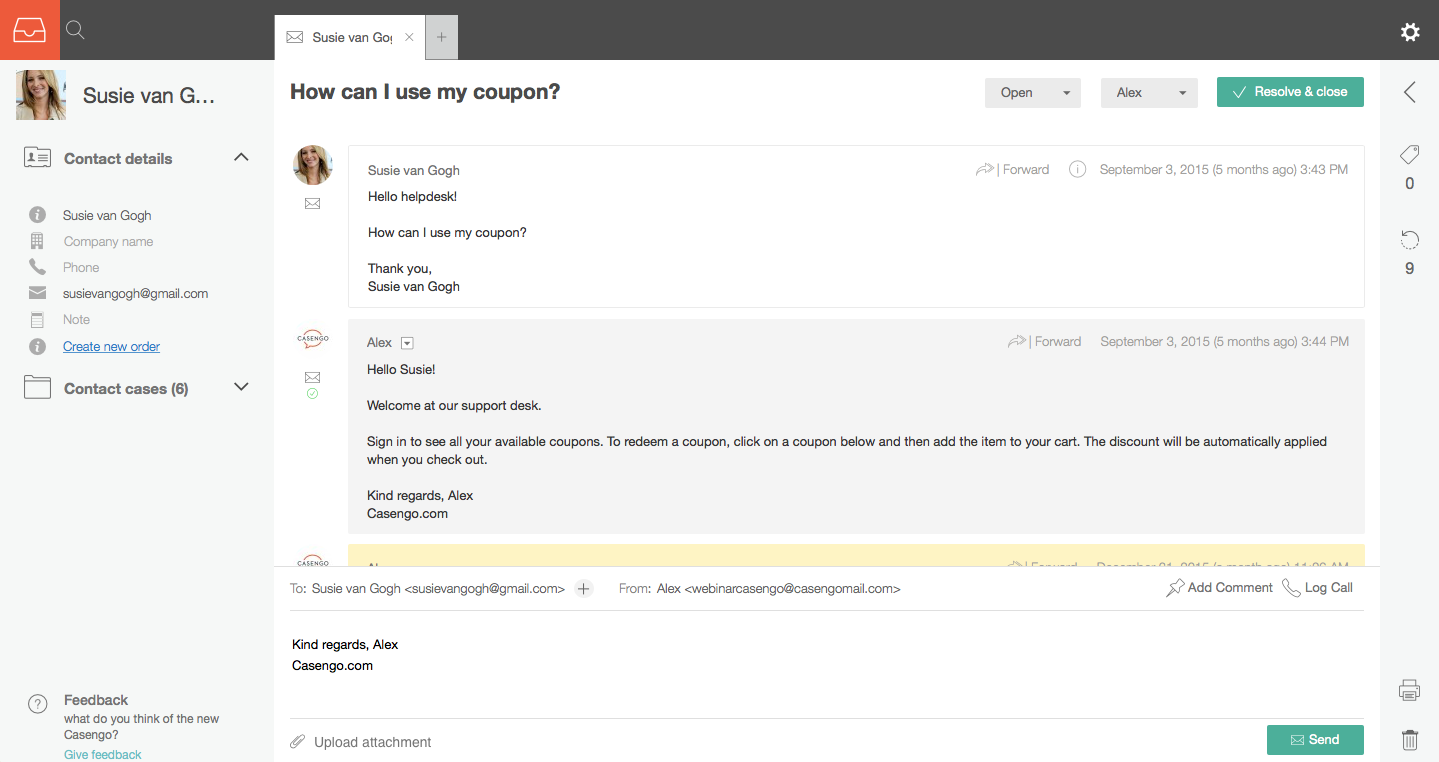 Susie van Gog
Susie van G...
Contact details
Susie van Gogh
Company name
Phone
susievangogh@gmail.com
Note
Create new order
Contact cases (6)
Feedback
what do you think of the new
Casengo?
Give feedback
How can I use my coupon?
Open
Alex
Resolve & close
Susie van Gogh
Forward
September 3, 2015 (5 months ago) 3:43 PM
Hello helpdesk!
How can I use my coupon?
Thank you,
Susie van Gogh
CASENGO
Alex
Forward
September 3, 2015 (5 months ago) 3:44 PM
Hello Susie!
Welcome at our support desk.
Sign in to see all your available coupons. To redeem a coupon, click on a coupon below and then add the item to your cart. The discount will be automatically applied
when you check out.
Kind regards, Alex
Casengo.com
CASENGO
To: Susie van Gogh <susievangogh@gmail.com>
From: Alex <webinarcasengo@casengomail.com>
Add Comment
Log Call
Kind regards, Alex
Casengo.com
Upload attachment
Send
0
9